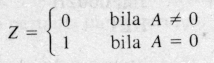 Z = { 0 bila A ≠ 0
1 bila A = 0